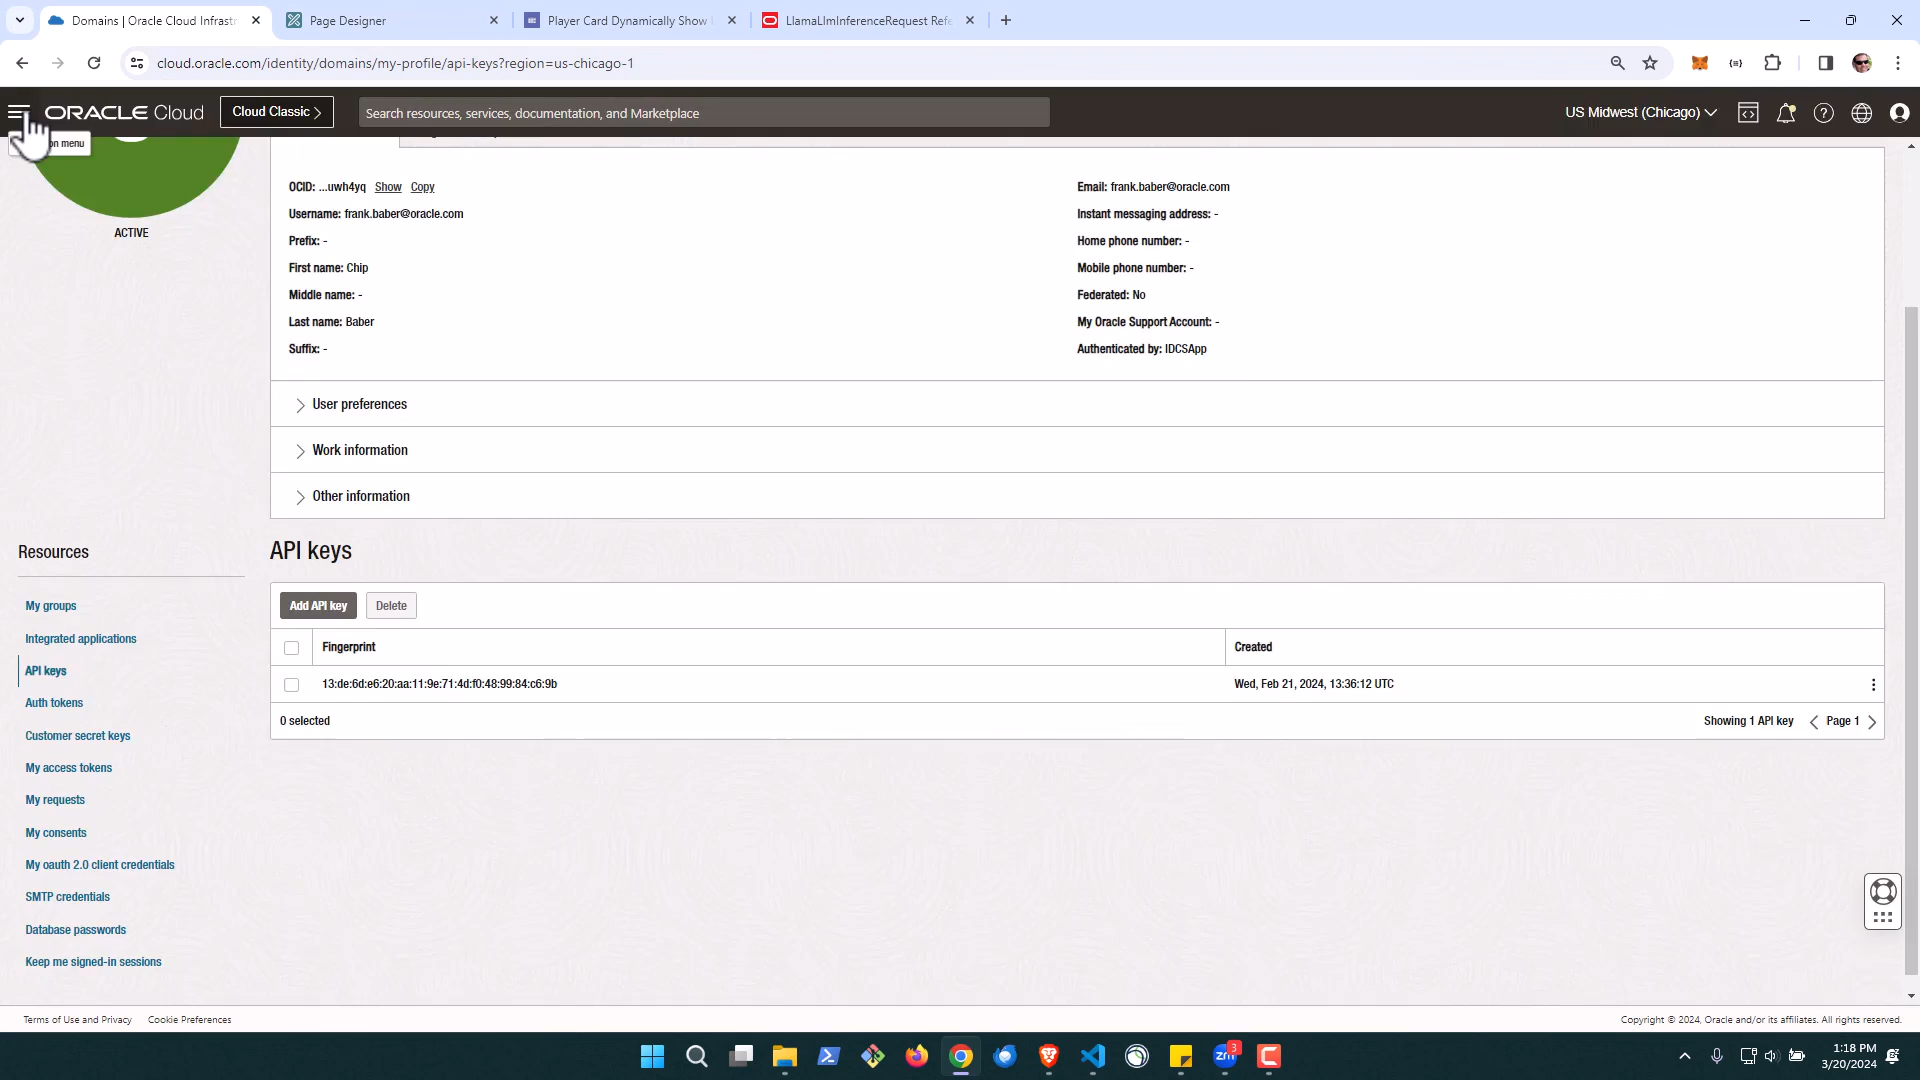 Domains | Oracle Cloud Infrastr
Page Designer
Player Card Dynamically Show
LlamaLlmInferenceRequest Refe
cloud.oracle.com/identity/domains/my-profile/api-keys?region=us-chicago-1
ORACLE Cloud
Cloud Classic >
Search resources, services, documentation, and Marketplace
US Midwest (Chicago)
menu
ACTIVE
OCID: ...uwh4yq Show Copy
Username: frank.baber@oracle.com
Prefix: -
First name: Chip
Middle name: -
Last name: Baber
Suffix: -
Email: frank.baber@oracle.com
Instant messaging address: -
Home phone number: -
Mobile phone number: -
Federated: No
My Oracle Support Account: -
Authenticated by: IDCSApp
User preferences
Work information
Other information
Resources
My groups
Integrated applications
API keys
Auth tokens
Customer secret keys
My access tokens
My requests
My consents
My oauth 2.0 client credentials
SMTP credentials
Database passwords
Keep me signed-in sessions
API keys
Add API key
Delete
Fingerprint
Created
13:de:6d:e6:20:aa:11:9e:71:4d:f0:48:99:84:c6:9b
Wed, Feb 21, 2024, 13:36:12 UTC
0 selected
Showing 1 API key
Page 1
Terms of Use and Privacy
Cookie Preferences
Copyright © 2024, Oracle and/or its affiliates. All rights reserved.
zm
3
1:18 PM
3/20/2024